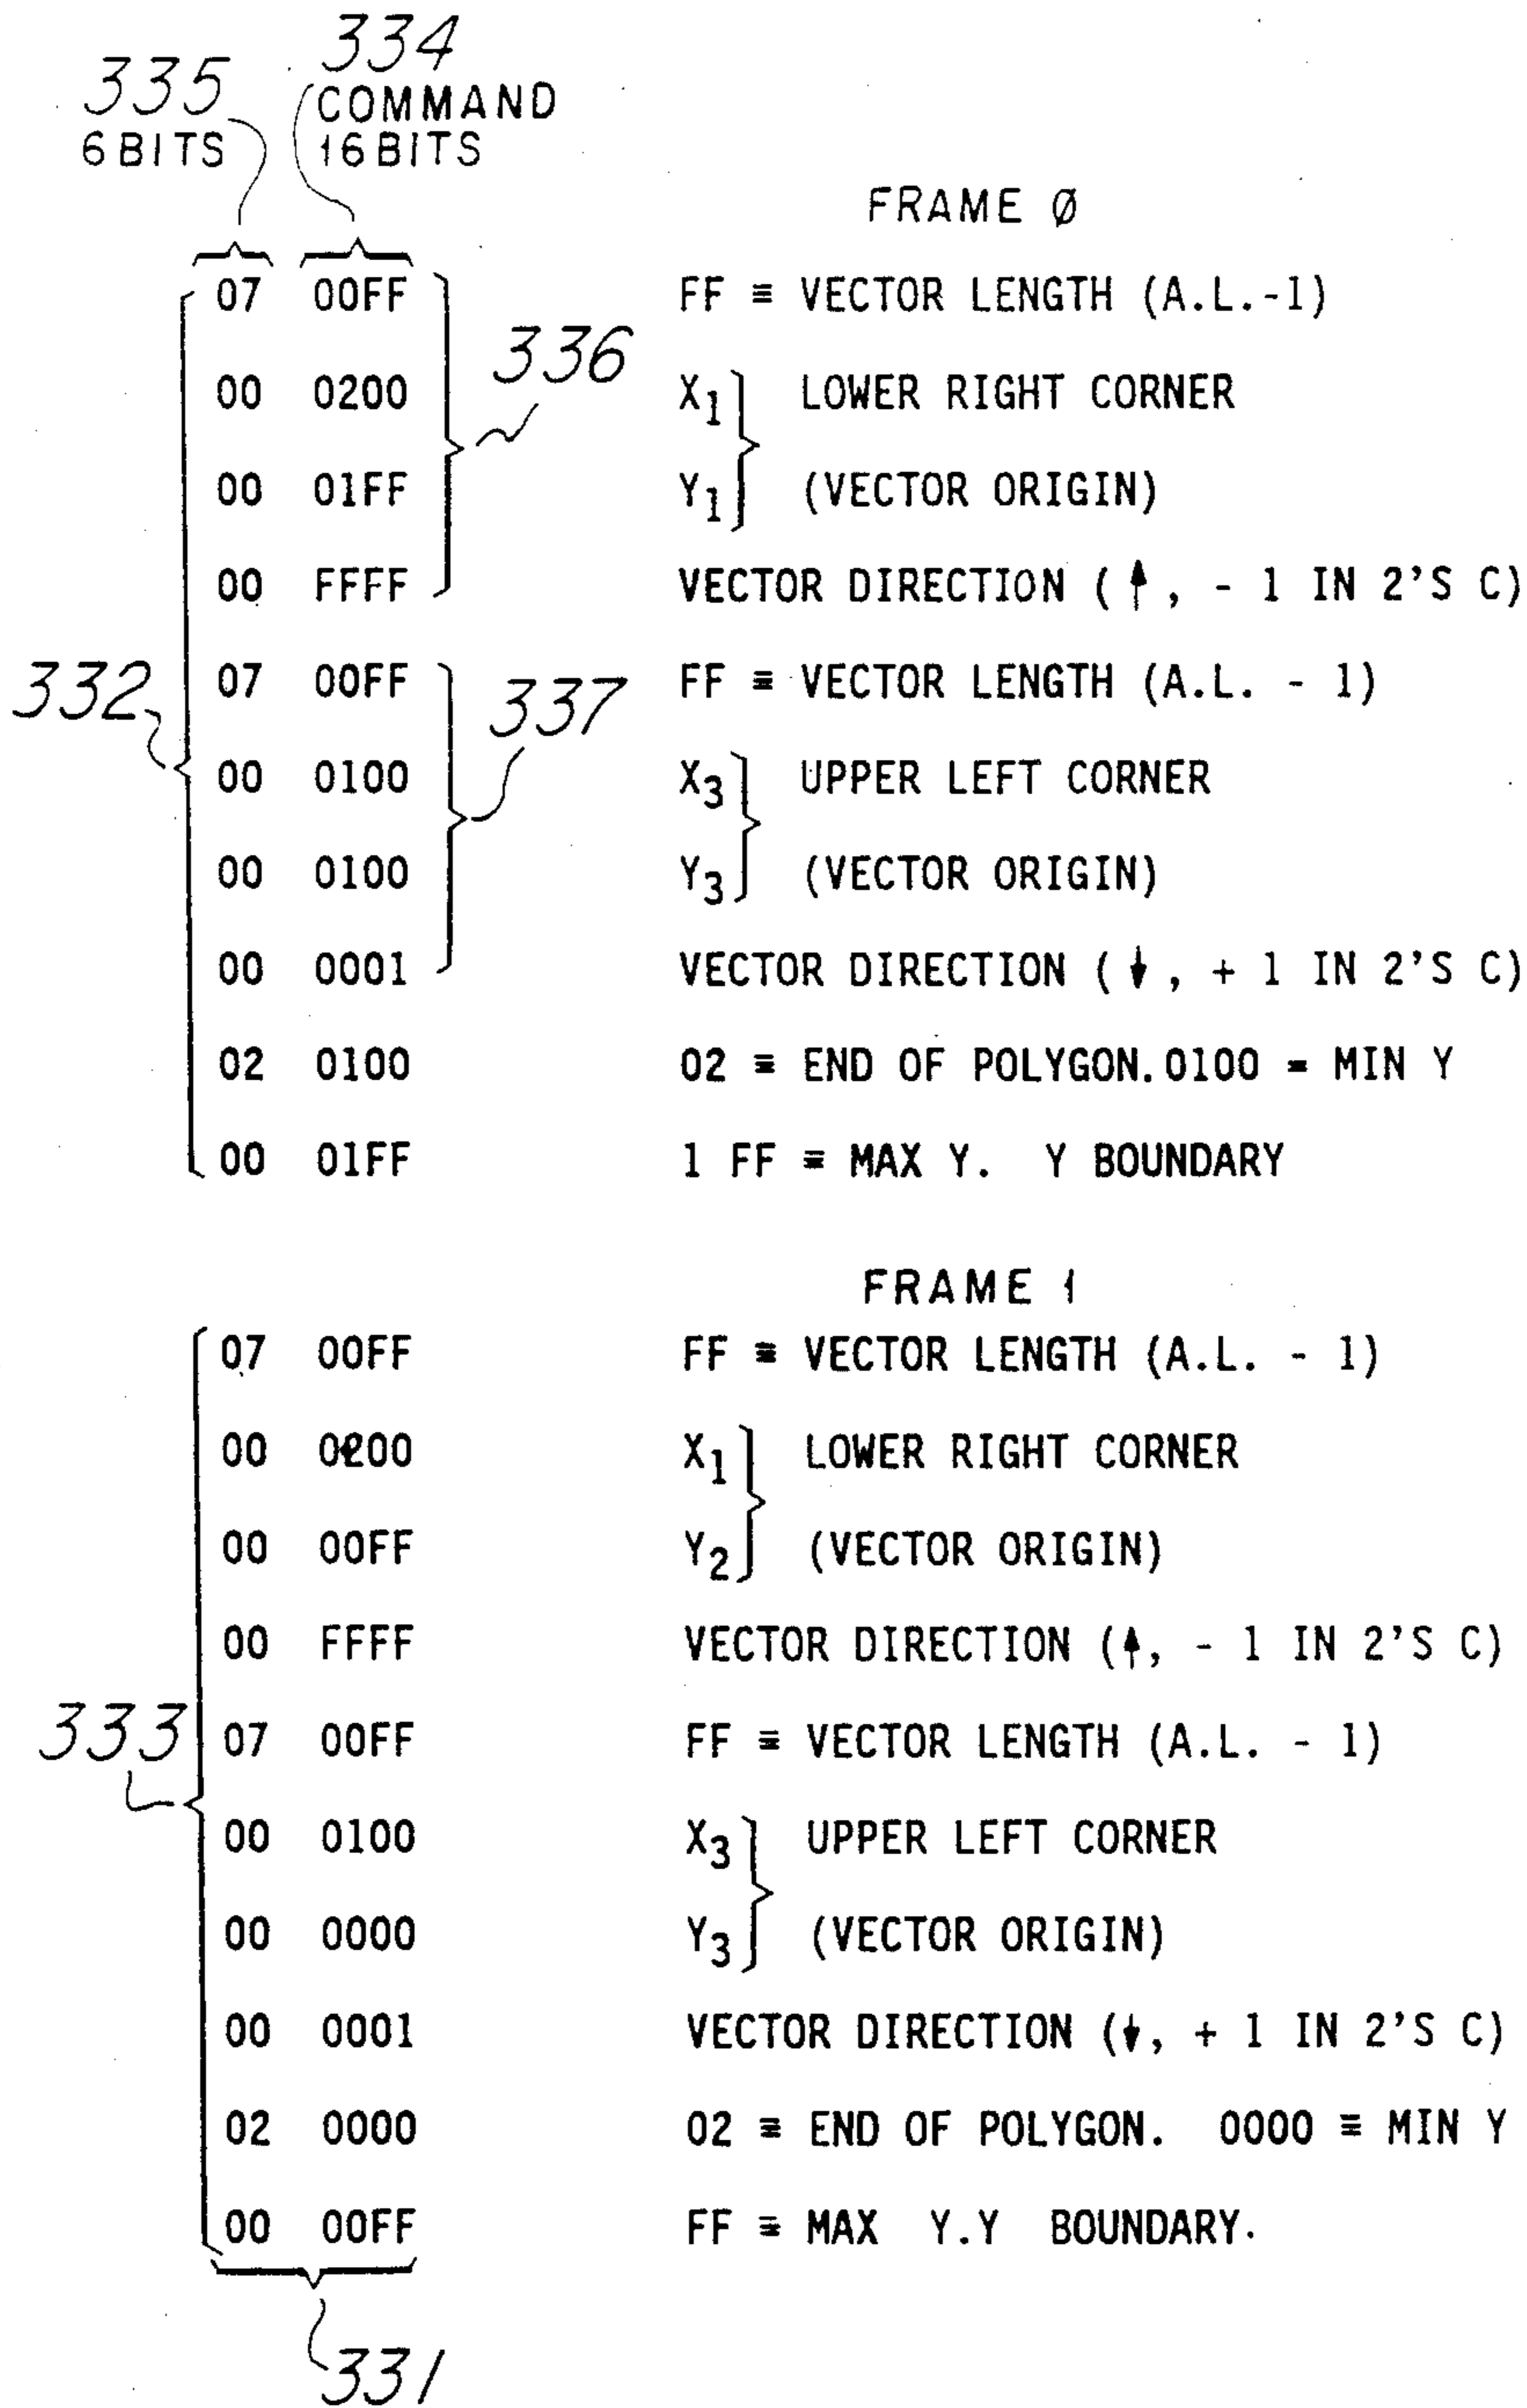 334
335 COMMAND
6 BITS 16 BITS
FRAME Ø
07 00FF FF ≡ VECTOR LENGTH (A.L.-1)
336
00 0200 X1 LOWER RIGHT CORNER
00 01FF Y1 (VECTOR ORIGIN)
00 FFFF VECTOR DIRECTION (↑, - 1 IN 2'S C)
332 07 00FF 337 FF ≡ VECTOR LENGTH (A.L. - 1)
00 0100 X3 UPPER LEFT CORNER
00 0100 Y3 (VECTOR ORIGIN)
00 0001 VECTOR DIRECTION (↓, + 1 IN 2'S C)
02 0100 02 ≡ END OF POLYGON. 0100 = MIN Y
00 01FF 1 FF ≡ MAX Y. Y BOUNDARY
FRAME 1
07 00FF FF ≡ VECTOR LENGTH (A.L. - 1)
00 0200 X1 LOWER RIGHT CORNER
00 00FF Y2 (VECTOR ORIGIN)
00 FFFF VECTOR DIRECTION (↑, - 1 IN 2'S C)
333 07 00FF FF ≡ VECTOR LENGTH (A.L. - 1)
00 0100 X3 UPPER LEFT CORNER
00 0000 Y3 (VECTOR ORIGIN)
00 0001 VECTOR DIRECTION (↓, + 1 IN 2'S C)
02 0000 02 ≡ END OF POLYGON. 0000 ≡ MIN Y
00 00FF FF ≡ MAX Y.Y BOUNDARY.
331